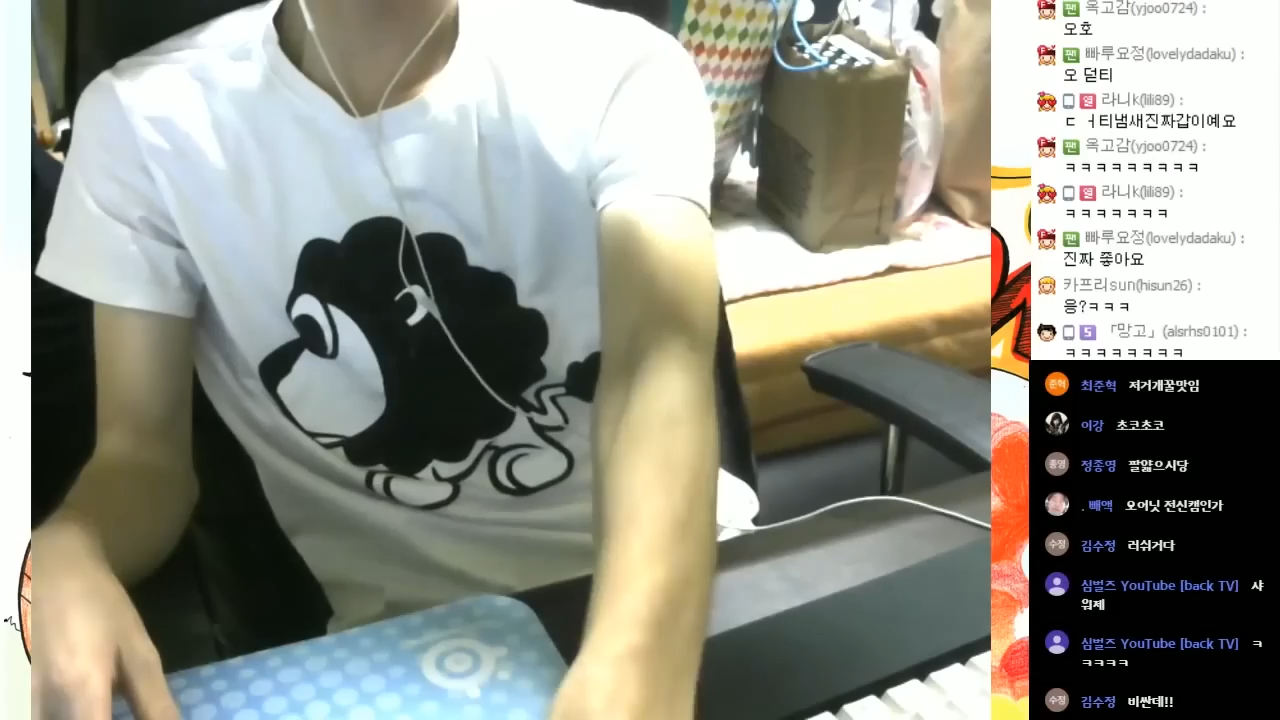 옥고감(yjoo0724) :
오호
빠루요정(lovelydadaku) :
오 덜티
라니k(lili89) :
ㄷ ㅓ티냄새진짜갑이예요
옥고감(yjoo0724) :
ㅋㅋㅋㅋㅋㅋㅋㅋㅋ
라니k(lili89) :
ㅋㅋㅋㅋㅋㅋㅋ
빠루요정(lovelydadaku) :
진짜 좋아요
카프리sun(hisun26) :
응?ㅋㅋㅋ
「망고」(alsrhs0101) :
ㅋㅋㅋㅋㅋㅋㅋㅋ
최준혁 저거개꿀맛임
이강 초코초코
정종영 팔얇으시당
. 빼액 오이닛 전신캠인가
김수정 러쉬거다
심벌즈 YouTube [back TV] 샤
워제
심벌즈 YouTube [back TV] ㅋ
ㅋㅋㅋㅋ
김수정 비싼데!!